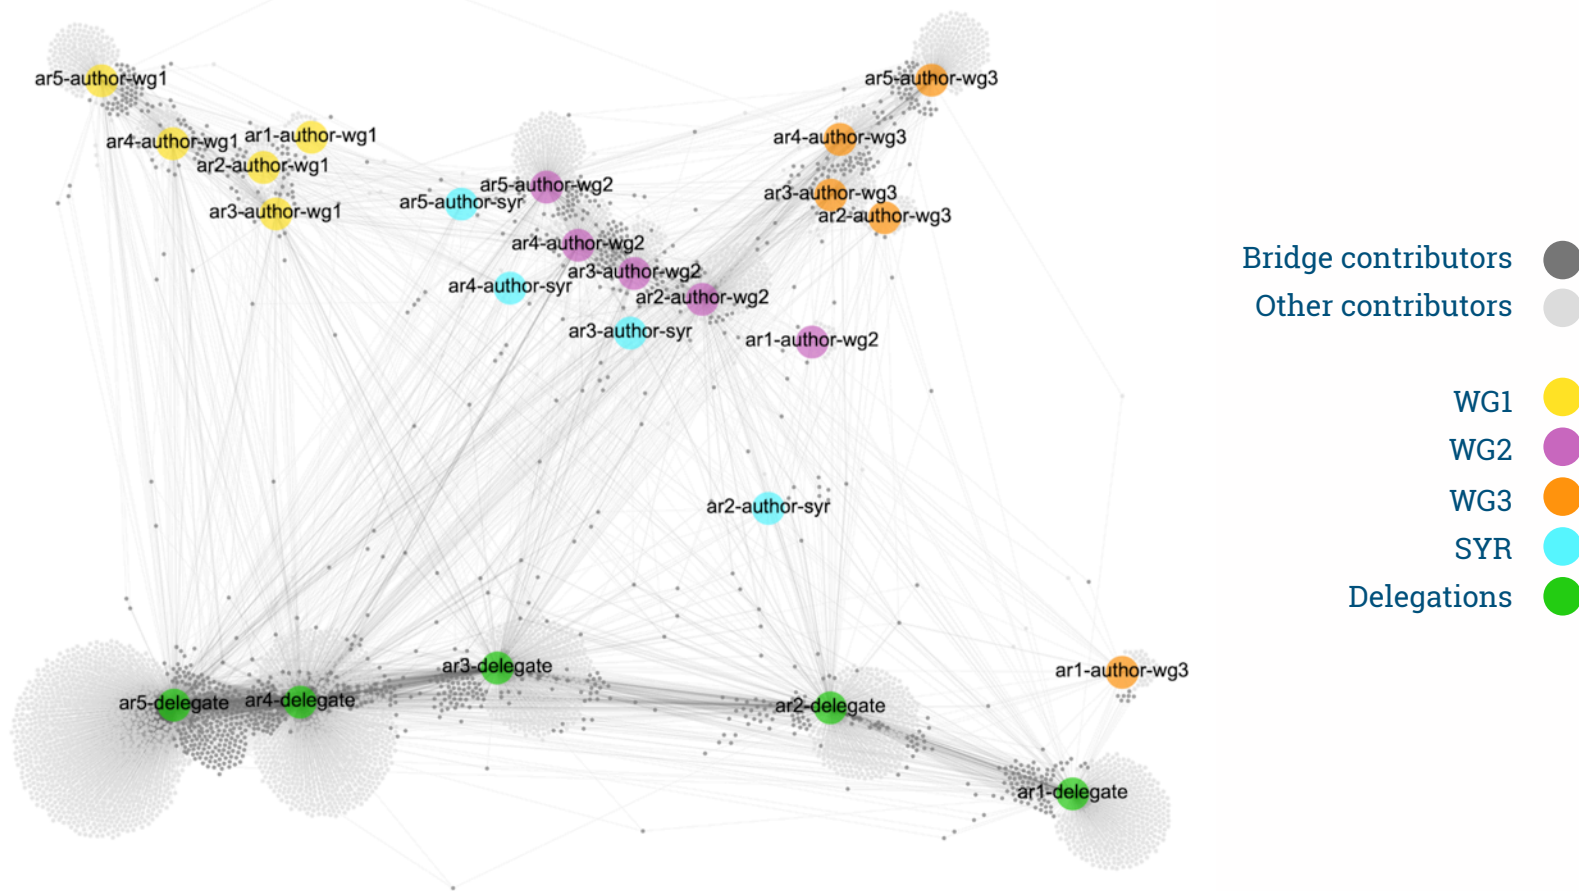 ar5-author-wg1
ar5-author-wg3
ar4-author-wg1
ar1-author-wg1
ar4-author-wg3
ar2-author-wg1
ar5-author-wg2
ar3-author-wg3
ar5-author-syr
ar3-author-wg1
ar2-author-wg3
ar4-author-wg2
ar3-author-wg2
ar4-author-syr
ar2-author-wg2
ar3-author-syr
ar1-author-wg2
ar2-author-syr
ar3-delegate
ar1-author-wg3
ar5-delegate
ar4-delegate
ar2-delegate
ar1-delegate
Bridge contributors
Other contributors
WG1
WG2
WG3
SYR
Delegations